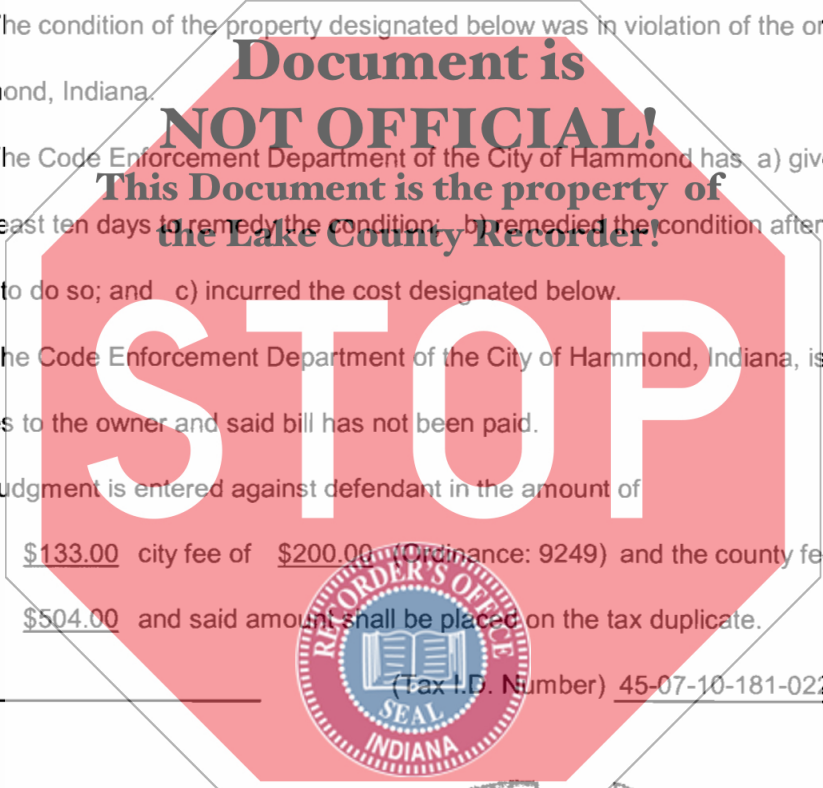 he condition of the property designated below was in violation of the or
Document is
ond, Indiana.
NOT OFFICIAL!
he Code Enforcement Department of the City of Hammond has a) give
This Document is the property of
east ten days to remedy the condition; b) remedied the condition after
the Lake County Recorder!
to do so; and c) incurred the cost designated below.
STOP
he Code Enforcement Department of the City of Hammond, Indiana, is
s to the owner and said bill has not been paid.
udgment is entered against defendant in the amount of
$133.00 city fee of $200.00 (Ordinance: 9249) and the county fe
$504.00 and said amount shall be placed on the tax duplicate.
RECORDER'S OFFICE
(Tax I.D. Number) 45-07-10-181-022
SEAL
INDIANA